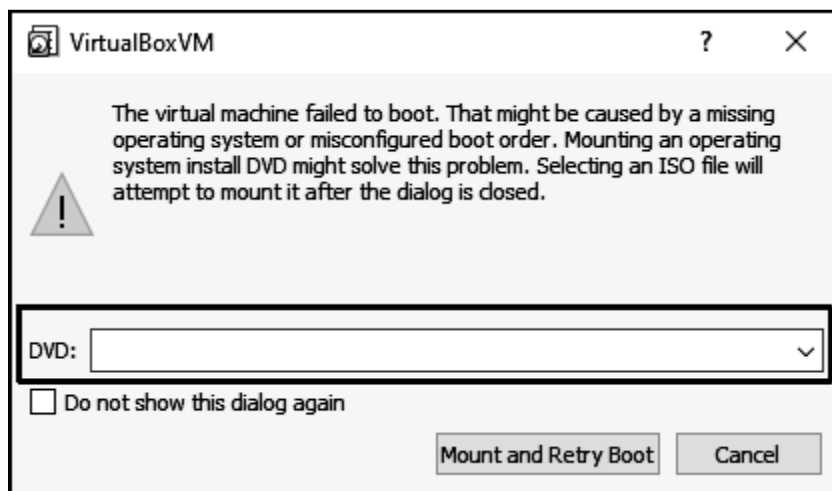 VirtualBoxVM
?
The virtual machine failed to boot. That might be caused by a missing
operating system or misconfigured boot order. Mounting an operating
system install DVD might solve this problem. Selecting an ISO file will
attempt to mount it after the dialog is closed.
DVD:
Do not show this dialog again
Mount and Retry Boot
Cancel